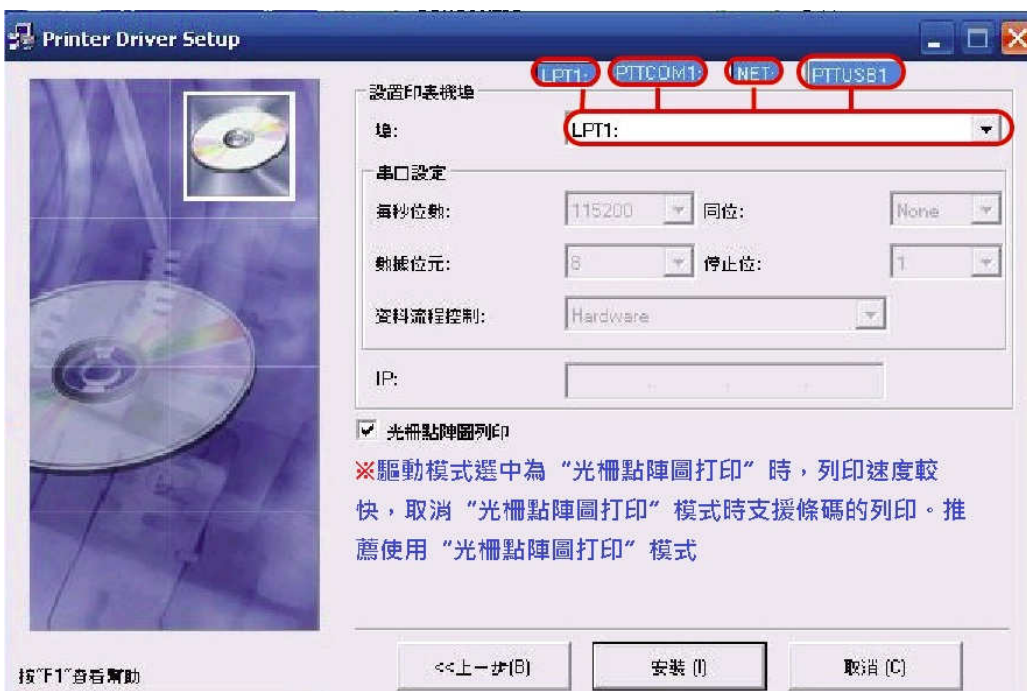 Printer Driver Setup
LPT1: PTTCOM1: NET: PTTUSB1
設置印表機埠
埠: LPT1:
串口設定
每秒位數: 115200 同位: None
數據位元: 8 停止位: 1
資料流程控制: Hardware
IP:
光柵點陣圖列印
※驅動模式選中為“光柵點陣圖打印”時，列印速度較
快，取消“光柵點陣圖打印”模式時支援條碼的列印。推
薦使用“光柵點陣圖打印”模式
按"F1"查看幫助
<<上一步(B) 安裝 (I) 取消 (C)